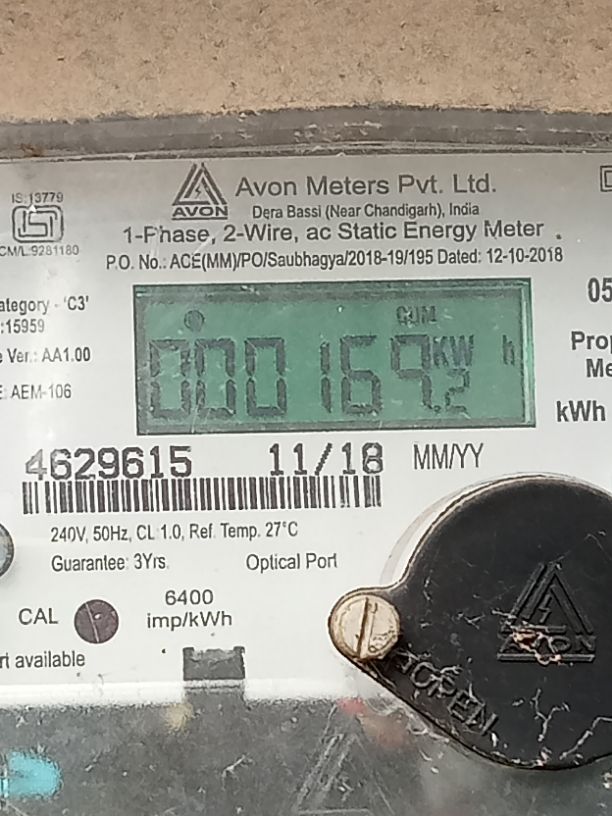 IS:13779
CM/L:9281180
AVON
Avon Meters Pvt. Ltd.
Dera Bassi (Near Chandigarh), India
1-Phase, 2-Wire, ac Static Energy Meter
P.O. No.: ACE(MM)/PO/Saubhagya/2018-19/195 Dated: 12-10-2018
ategory - 'C3'
:15959
e Ver.: AA1.00
E: AEM-106
CUM
000169.2 KW h
05
Prop
Me
kWh
4629615 11/18 MM/YY
240V, 50Hz, CL 1.0, Ref. Temp. 27°C
Guarantee: 3Yrs. Optical Port
CAL 6400
imp/kWh
rt available
AVON
OPEN